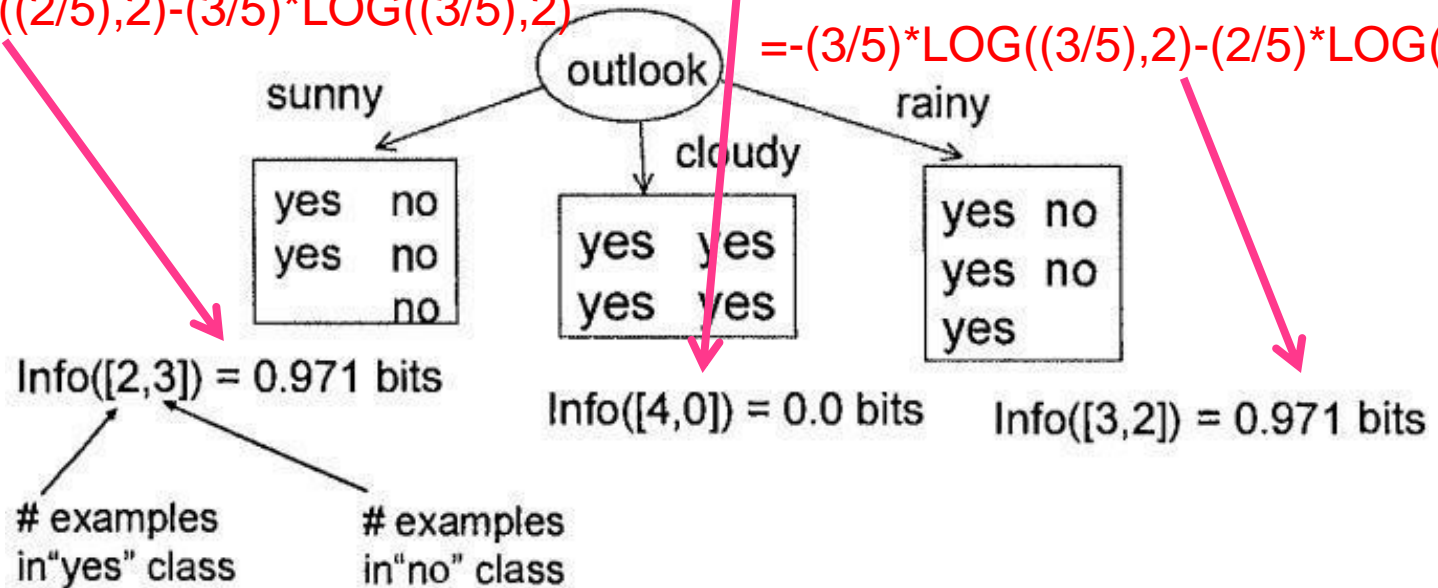 ((2/5),2)-(3/5)*LOG((3/5),2)
=-(3/5)*LOG((3/5),2)-(2/5)*LOG(
outlook
sunny
rainy
cloudy
yes no
yes no
no
yes yes
yes yes
yes no
yes no
yes
Info([2,3]) = 0.971 bits
Info([4,0]) = 0.0 bits
Info([3,2]) = 0.971 bits
# examples
in“yes” class
# examples
in“no” class